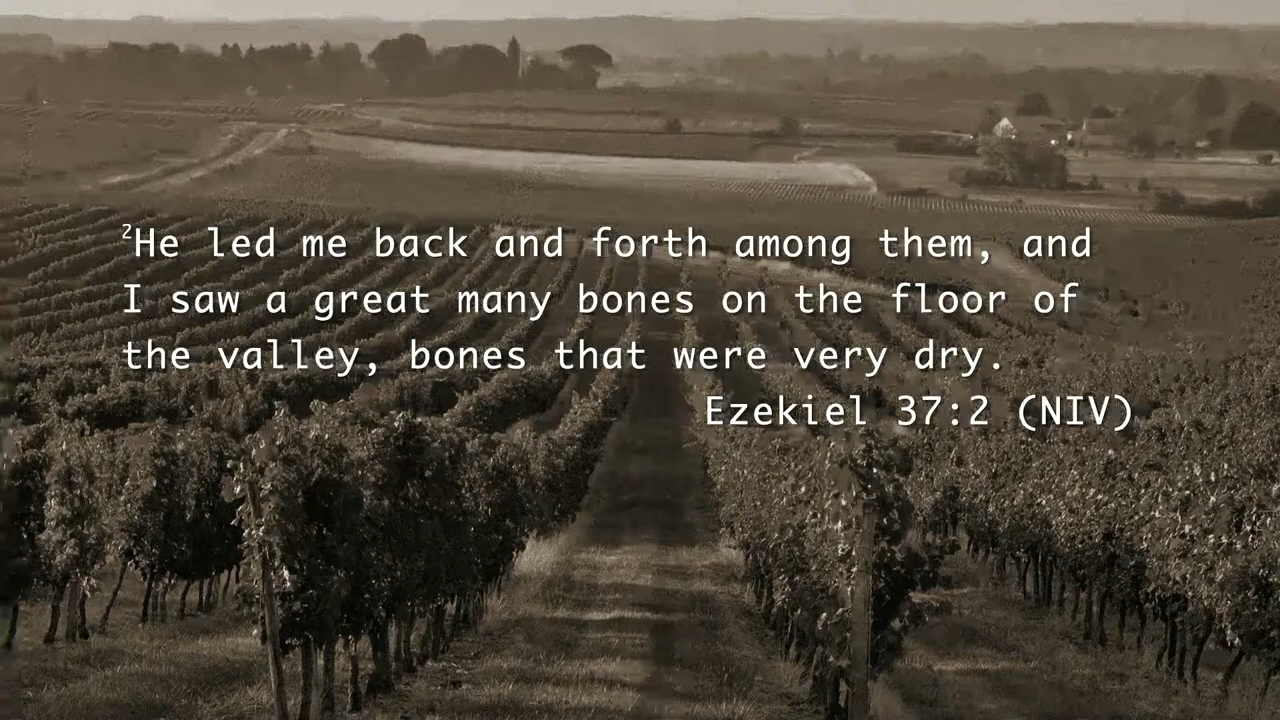 ²He led me back and forth among them, and
I saw a great many bones on the floor of
the valley, bones that were very dry.
Ezekiel 37:2 (NIV)